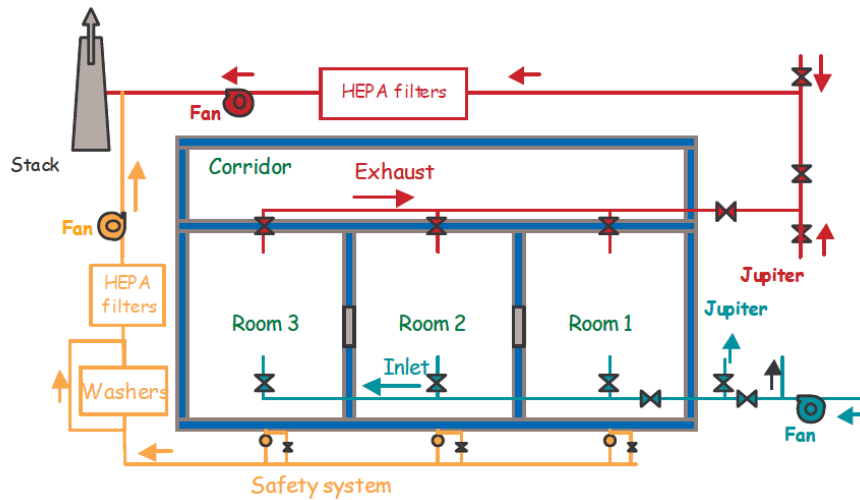 HEPA filters
Fan
Stack
Corridor
Exhaust
Fan
HEPA
filters
Jupiter
Room 3
Room 2
Room 1
Jupiter
Inlet
Washers
Fan
Safety system